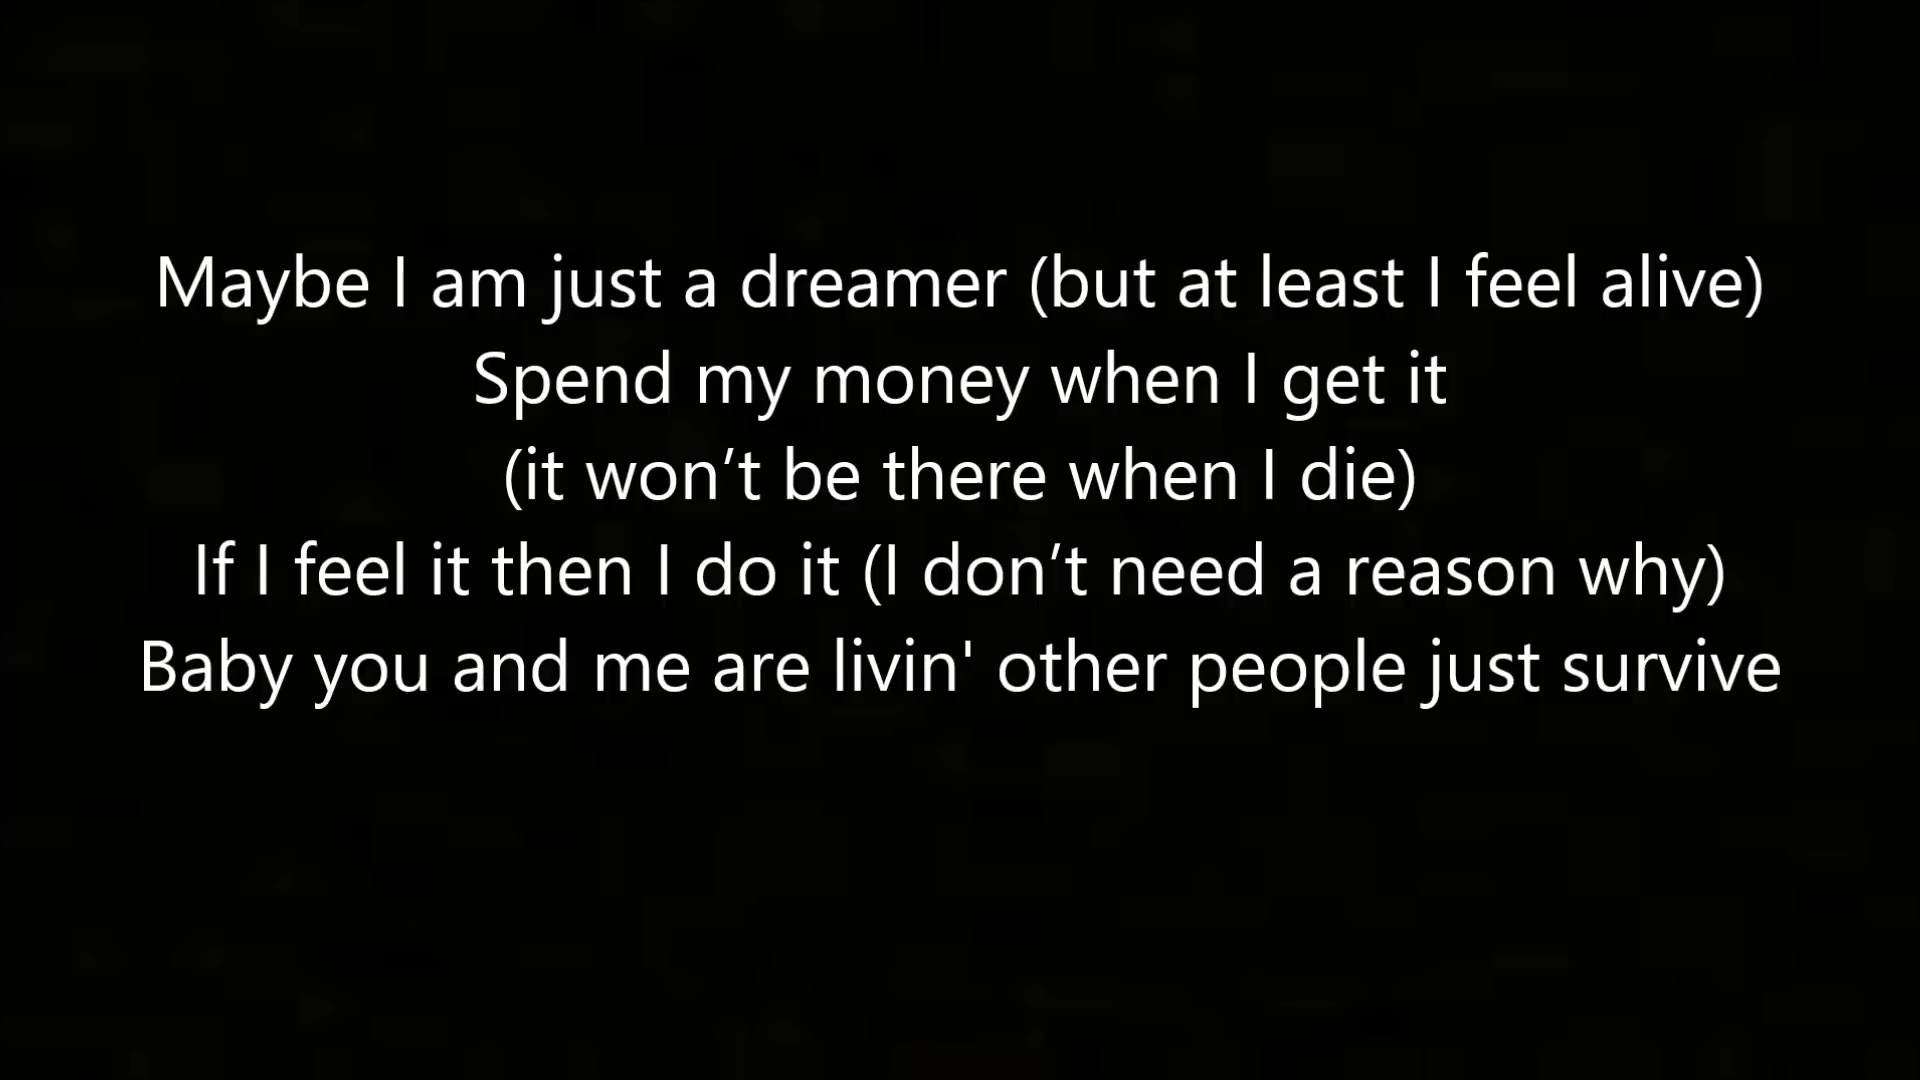 Maybe I am just a dreamer (but at least I feel alive)
Spend my money when I get it
(it won’t be there when I die)
If I feel it then I do it (I don’t need a reason why)
Baby you and me are livin' other people just survive